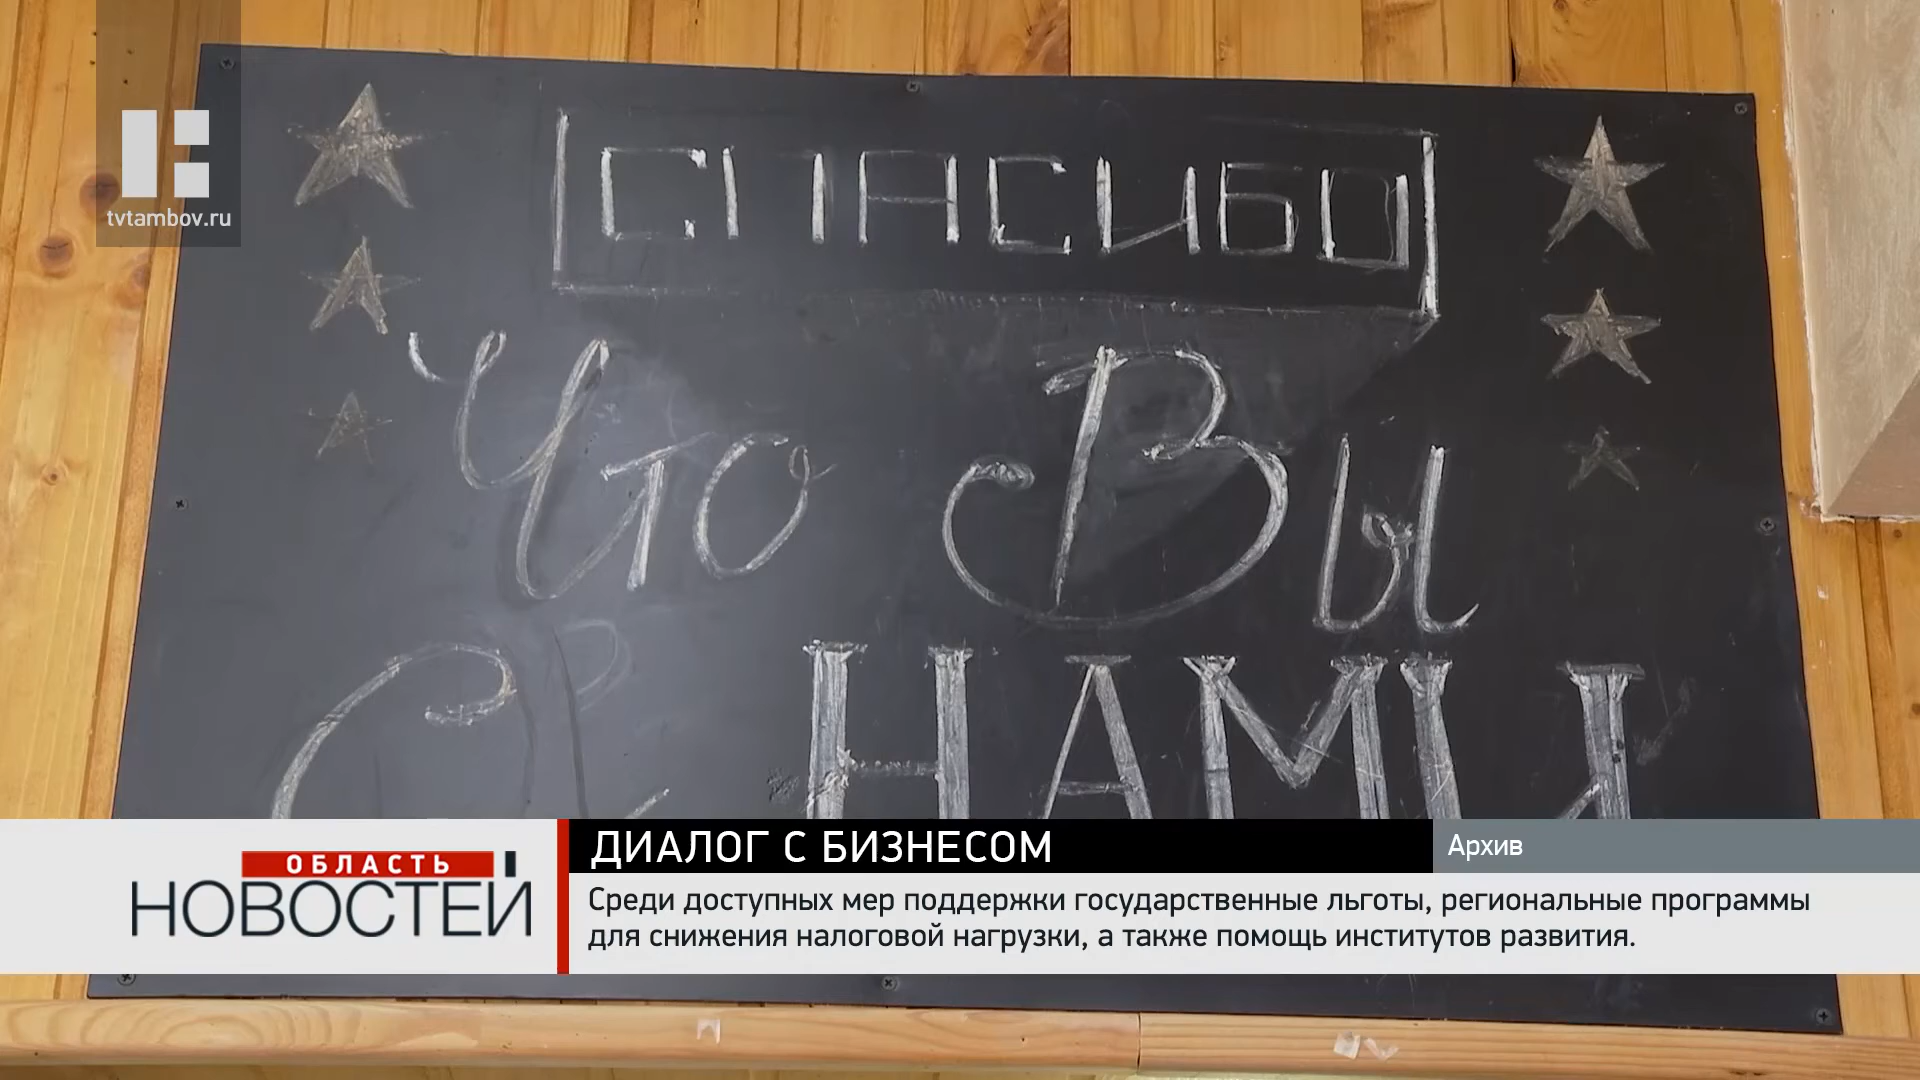 tvtambov.ru
СПАСИБО
Что Вы
С НАМИ
ОБЛАСТЬ
НОВОСТЕЙ
ДИАЛОГ С БИЗНЕСОМ
Архив
Среди доступных мер поддержки государственные льготы, региональные программы
для снижения налоговой нагрузки, а также помощь институтов развития.